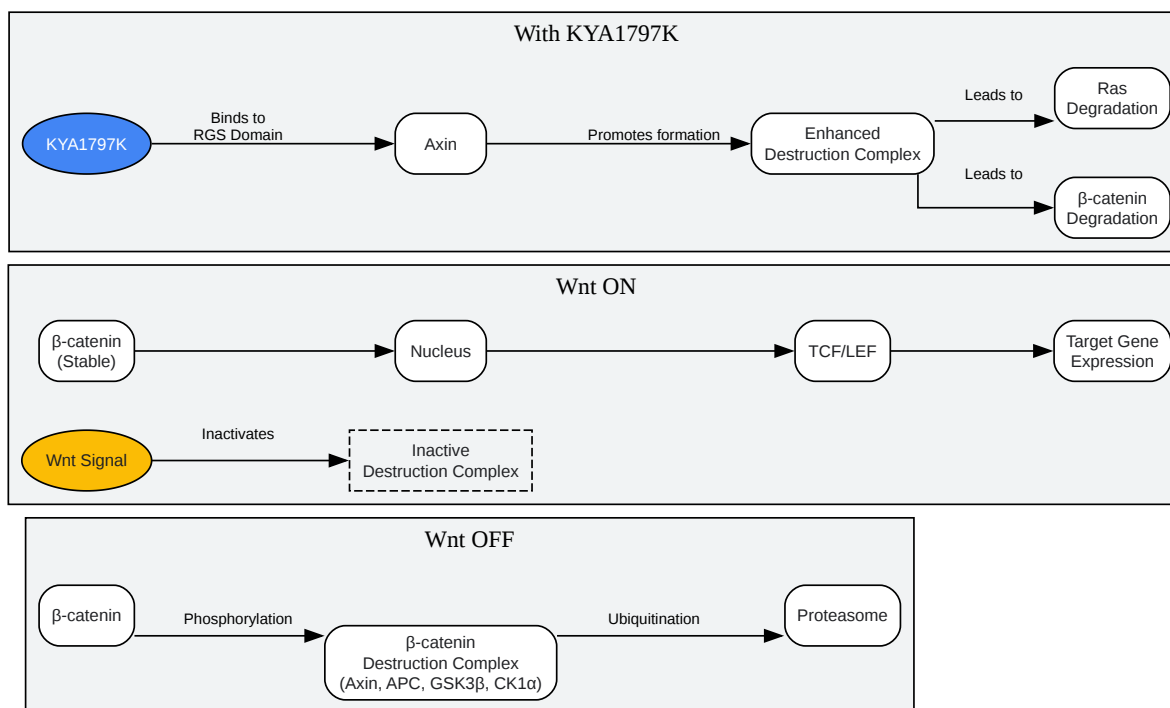 With KYA1797K
KYA1797K
Binds to
RGS Domain
Axin
Promotes formation
Enhanced
Destruction Complex
Leads to
Ras
Degradation
Leads to
β-catenin
Degradation
Wnt ON
β-catenin
(Stable)
Nucleus
TCF/LEF
Target Gene
Expression
Wnt Signal
Inactivates
Inactive
Destruction Complex
Wnt OFF
β-catenin
Phosphorylation
β-catenin
Destruction Complex
(Axin, APC, GSK3β, CK1α)
Ubiquitination
Proteasome